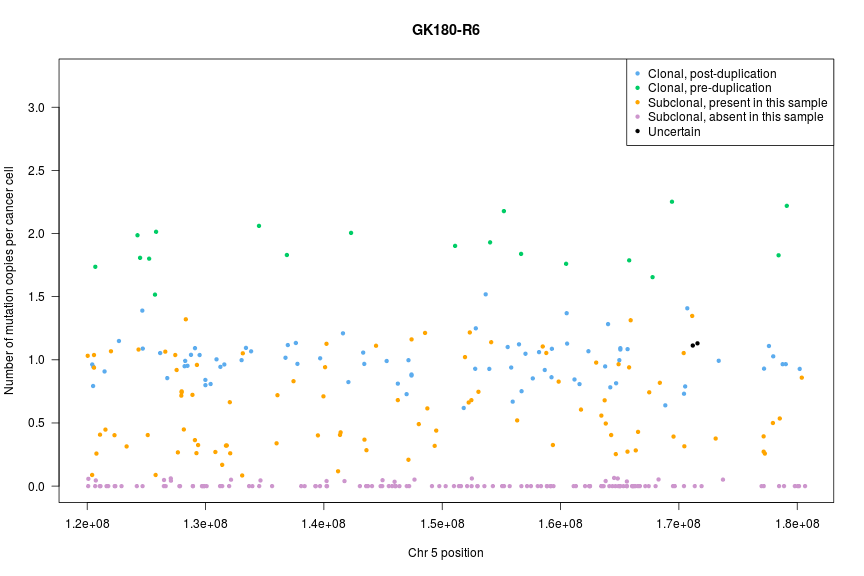 GK180-R6
Clonal, post-duplication
Clonal, pre-duplication
Subclonal, present in this sample
Subclonal, absent in this sample
Uncertain
Number of mutation copies per cancer cell
3.0
2.5
2.0
1.5
1.0
0.5
0.0
1.2e+08 1.3e+08 1.4e+08 1.5e+08 1.6e+08 1.7e+08 1.8e+08
Chr 5 position